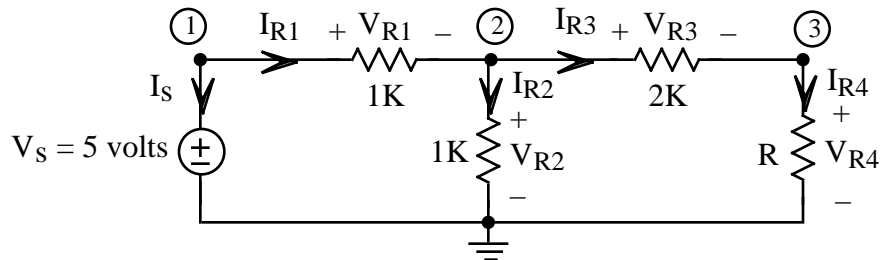 1 I_R1 + V_R1 – 2 I_R3 + V_R3 – 3
I_s 1K I_R2 2K I_R4
V_s = 5 volts ± 1K + V_R2 – R + V_R4 –